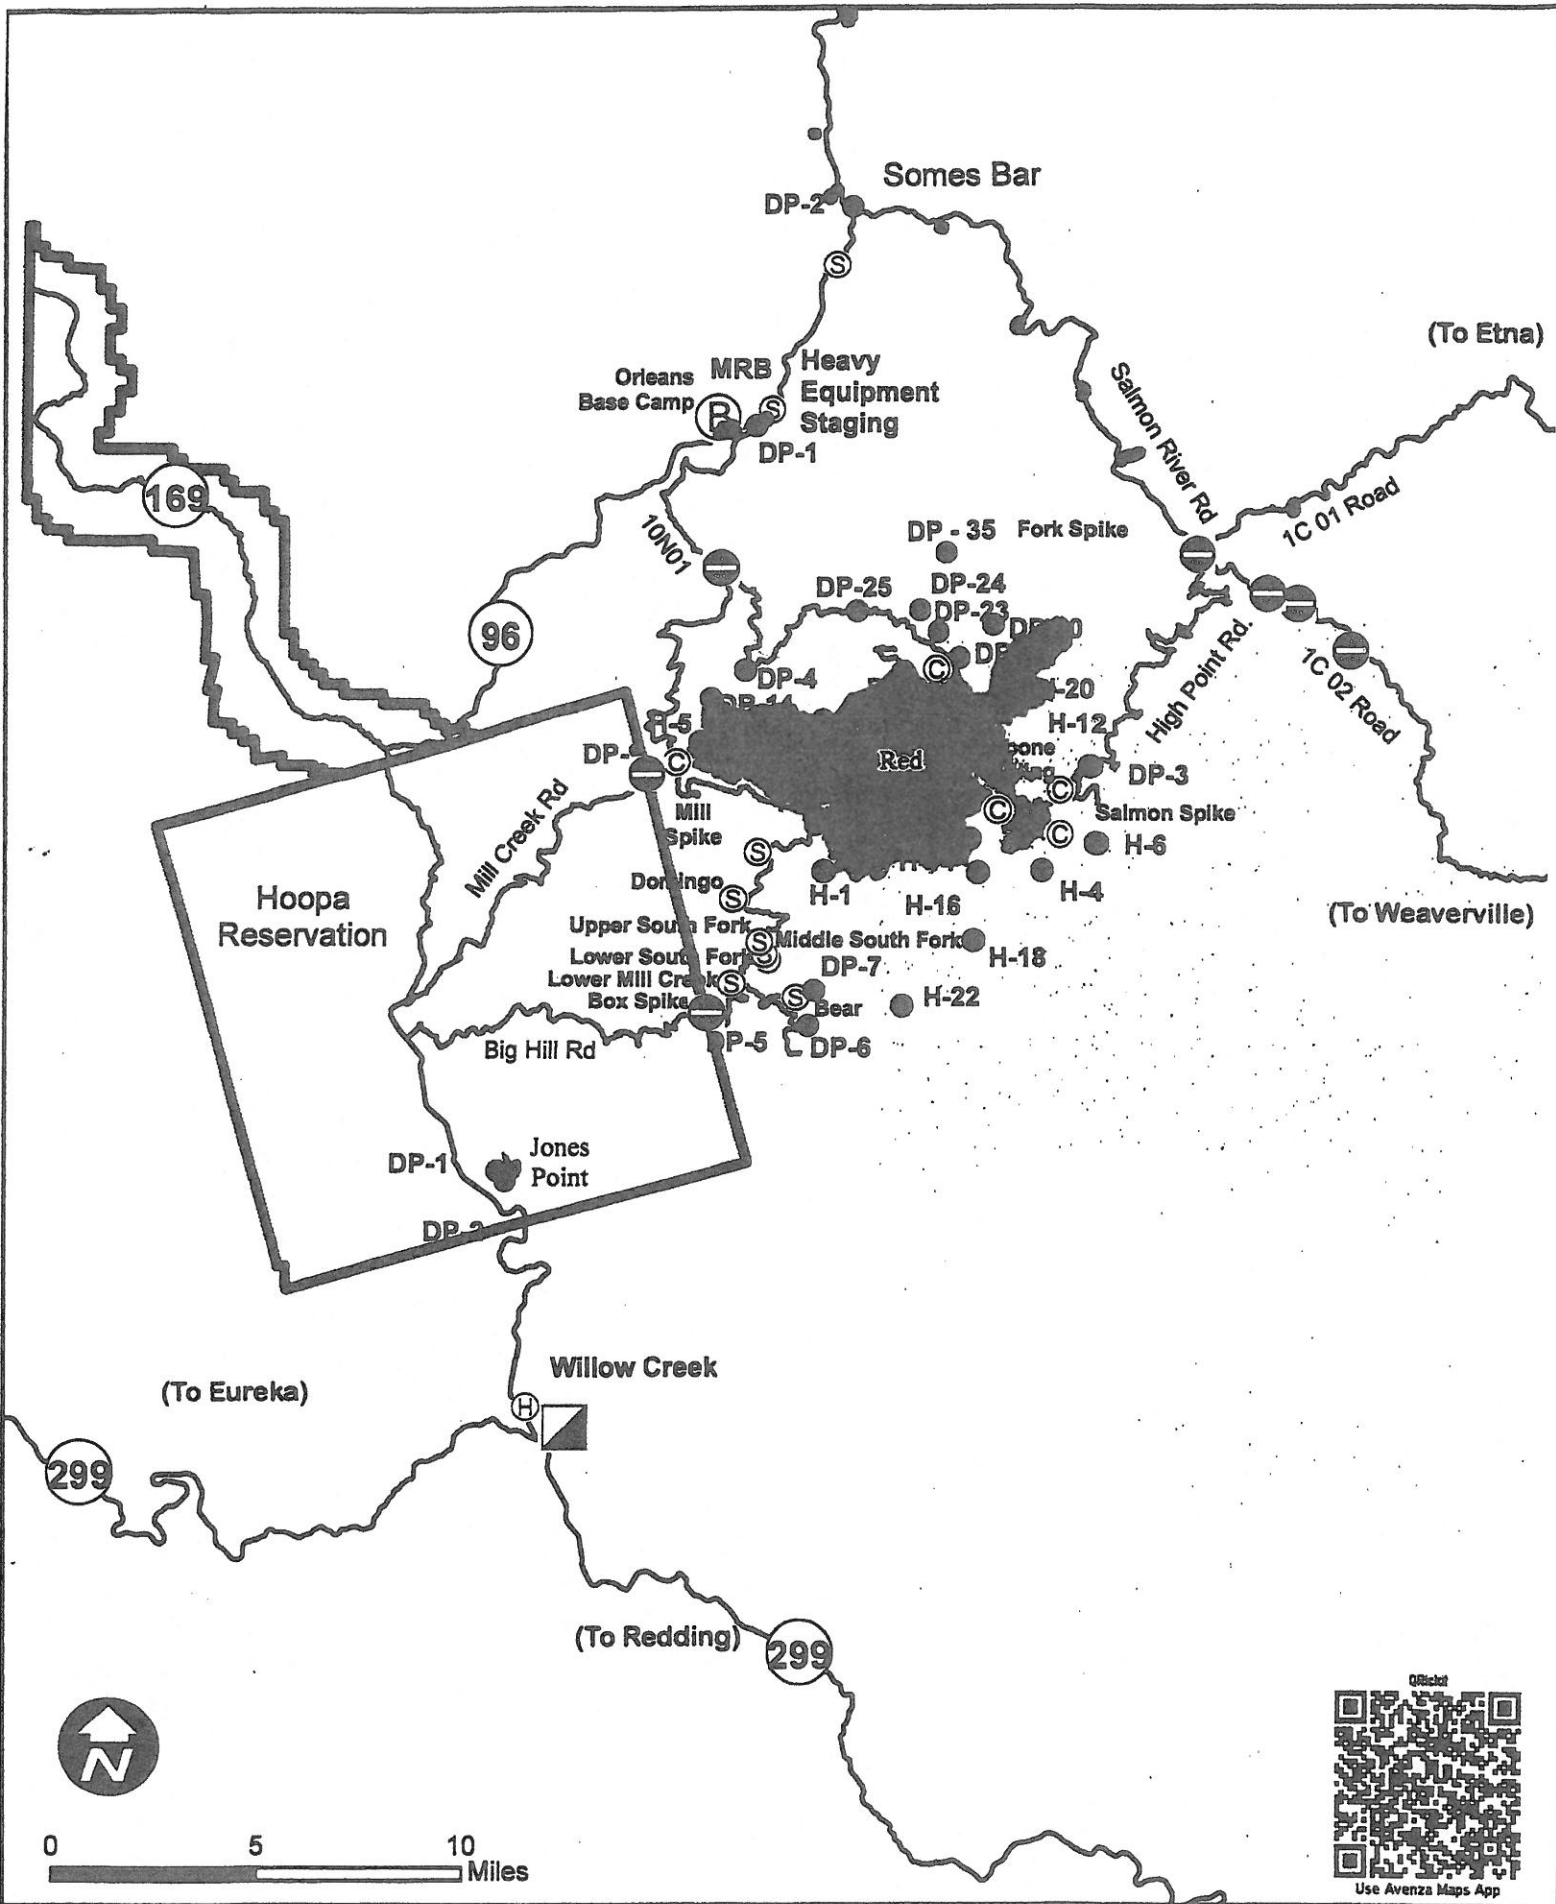 Somes Bar
DP-2
S
(To Etna)
MRB
Heavy
Equipment
Staging
Orleans
Base Camp
B
S
DP-1
Salmon River Rd
169
1C 01 Road
10N01
DP - 35
Fork Spike
DP-25
DP-24
DP-23
96
High Point Rd.
1C 02 Road
C
DP-4
H-5
H-12
Red
DP-3
C
C
C
C
Mill
Spike
Salmon Spike
H-6
Mill Creek Rd
S
H-1
H-16
H-4
Hoopa
Reservation
Domingo
S
(To Weaverville)
Upper South Fork
S
Middle South Fork
H-18
Lower South Fork
S
DP-7
Lower Mill Creek
S
S
Box Spike
Bear
H-22
Big Hill Rd
DP-6
Jones
Point
DP-1
Willow Creek
(To Eureka)
H
299
(To Redding)
299
N
QRickit
0 5 10
Miles
Use Avenza Maps App